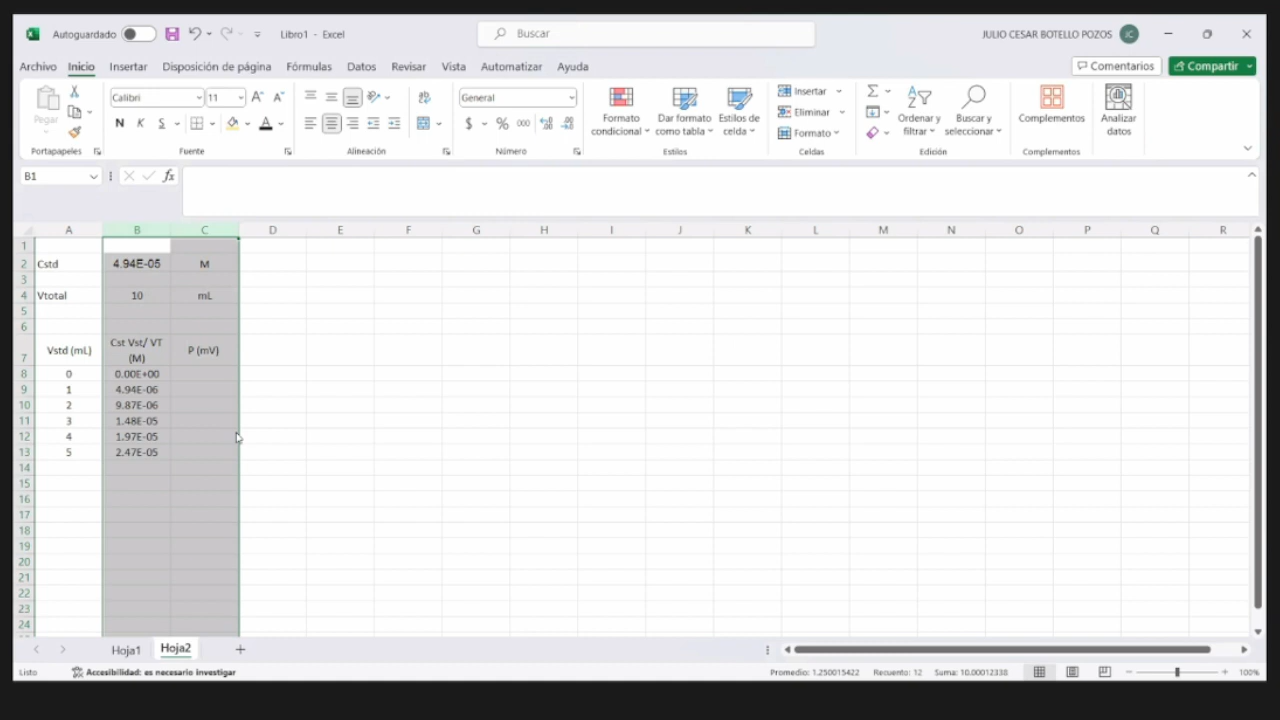 Autoguardado Libro1 - Excel Buscar JULIO CESAR BOTELLO POZOS JC
Archivo Inicio Insertar Disposición de página Fórmulas Datos Revisar Vista Automatizar Ayuda Comentarios Compartir
Pegar Calibri 11 A A General Formato condicional Dar formato como tabla Estilos de celda Insertar Eliminar Formato Ordenar y filtrar Buscar y seleccionar Complementos Analizar datos
N K S A $ % 000
Portapapeles Fuente Alineación Número Estilos Celdas Edición Complementos
B1 fx
A B C D E F G H I J K L M N O P Q R
1
2 Cstd 4.94E-05 M
3
4 Vtotal 10 mL
5
6
7 Vstd (mL) Cst Vst/ VT (M) P (mV)
8 0 0.00E+00
9 1 4.94E-06
10 2 9.87E-06
11 3 1.48E-05
12 4 1.97E-05
13 5 2.47E-05
14
15
16
17
18
19
20
21
22
23
24
Hoja1 Hoja2 +
Listo Accesibilidad: es necesario investigar Promedio: 1.250015422 Recuento: 12 Suma: 10.00012338 100%